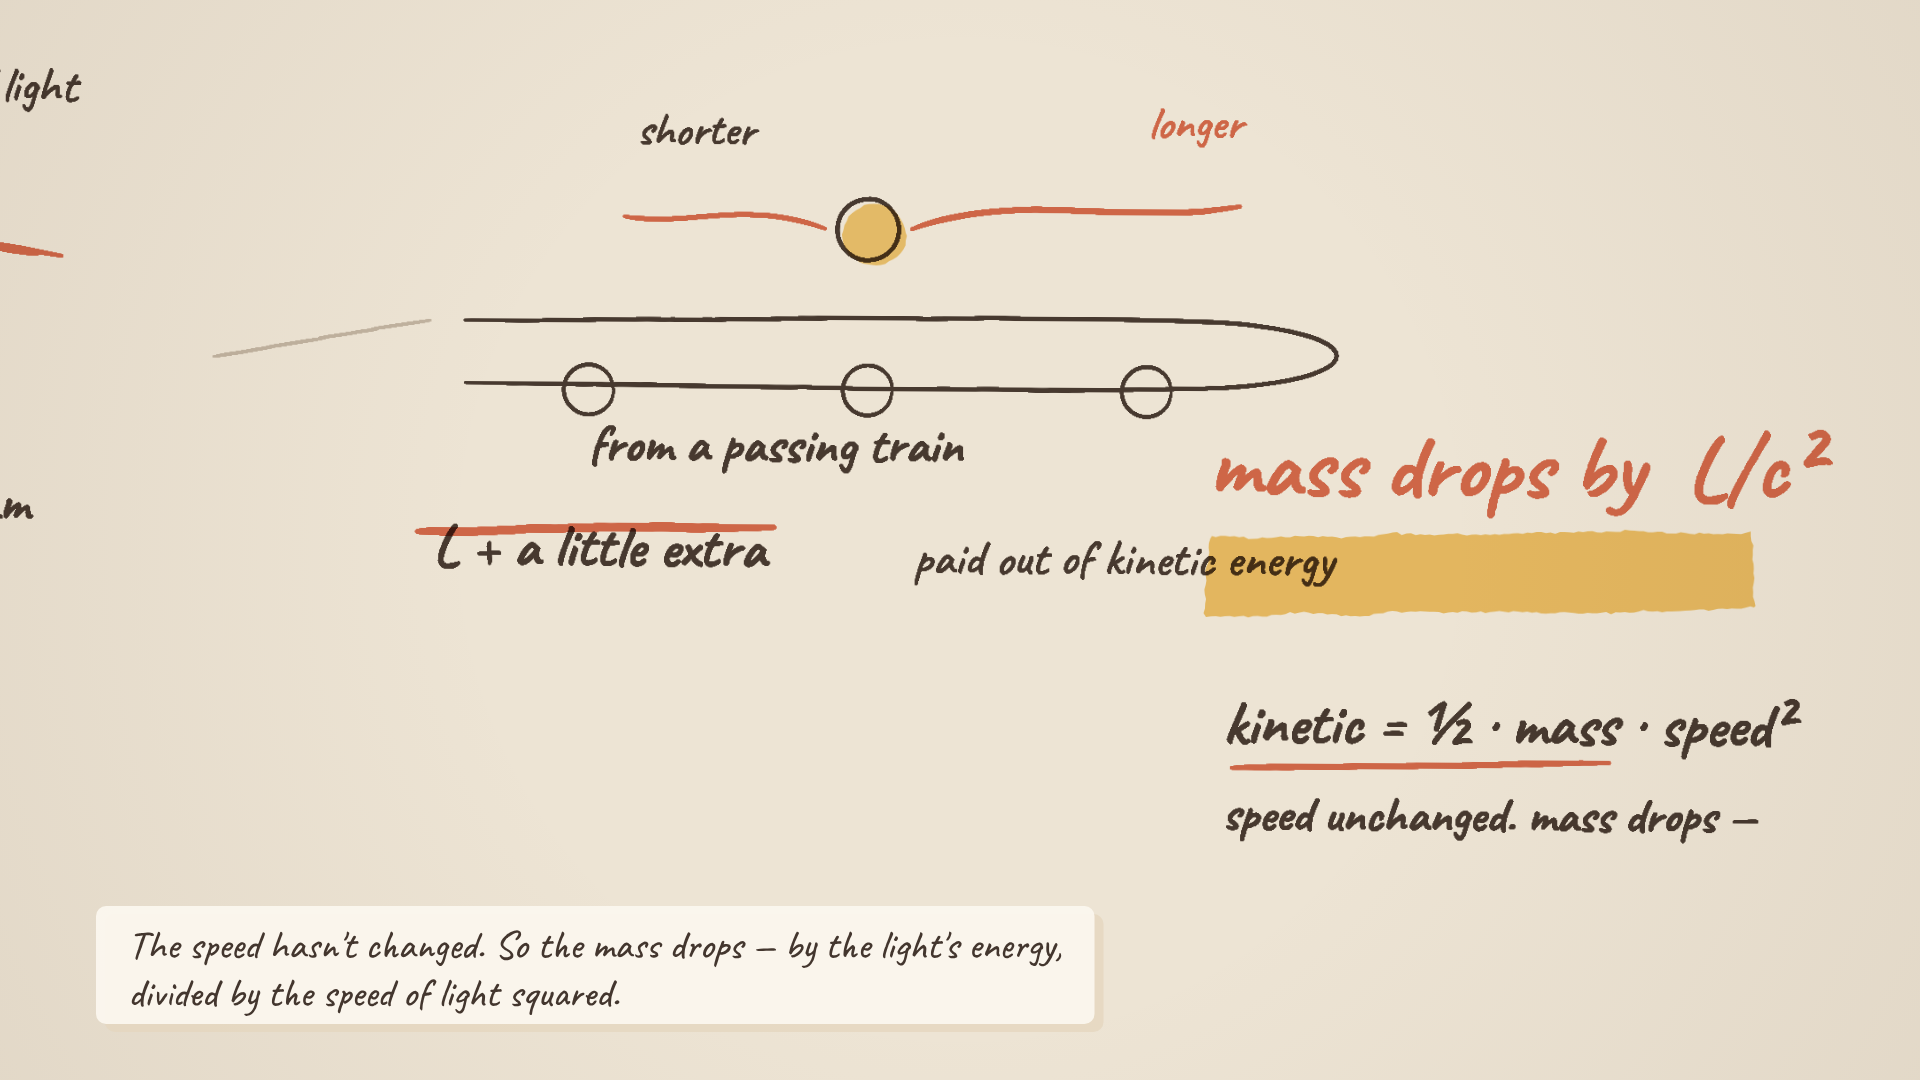 light
shorter
longer
from a passing train
mass drops by L/c²
L + a little extra
paid out of kinetic energy
kinetic = ½ · mass · speed²
speed unchanged. mass drops —
The speed hasn't changed. So the mass drops — by the light's energy,
divided by the speed of light squared.